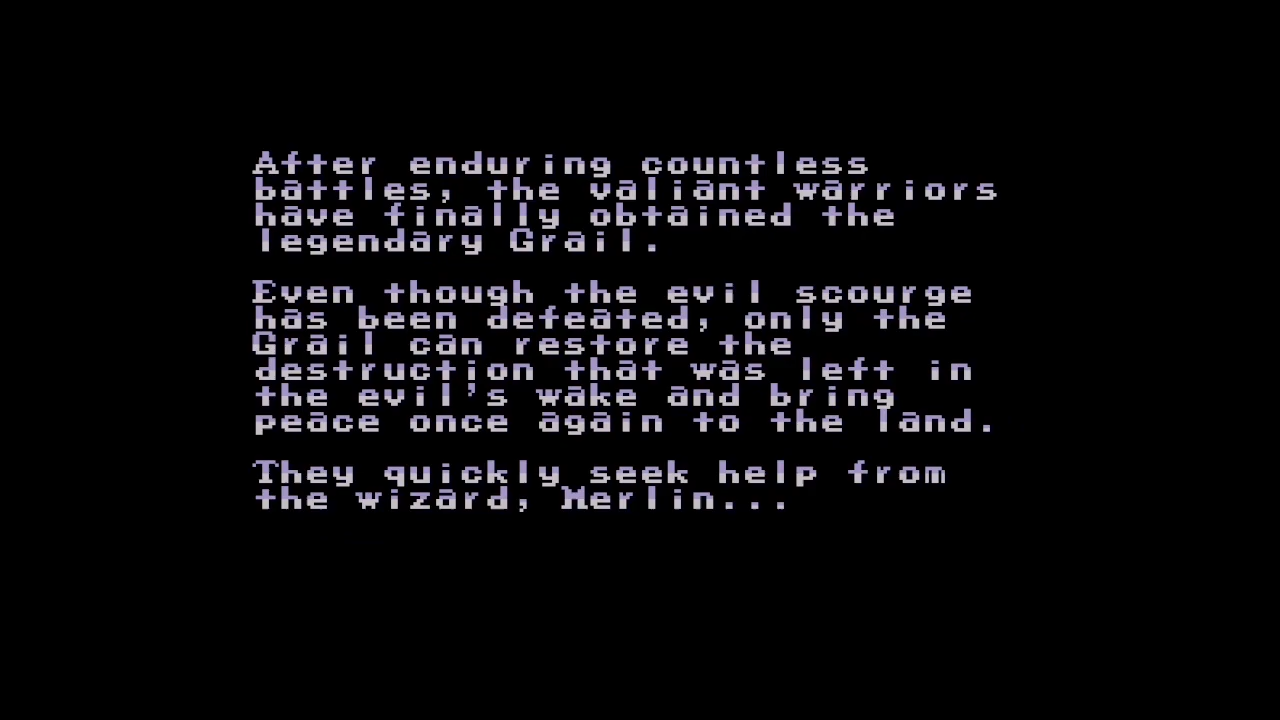 After enduring countless
battles, the valiant warriors
have finally obtained the
legendary Grail.
Even though the evil scourge
has been defeated, only the
Grail can restore the
destruction that was left in
the evil's wake and bring
peace once again to the land.
They quickly seek help from
the wizard, Merlin...